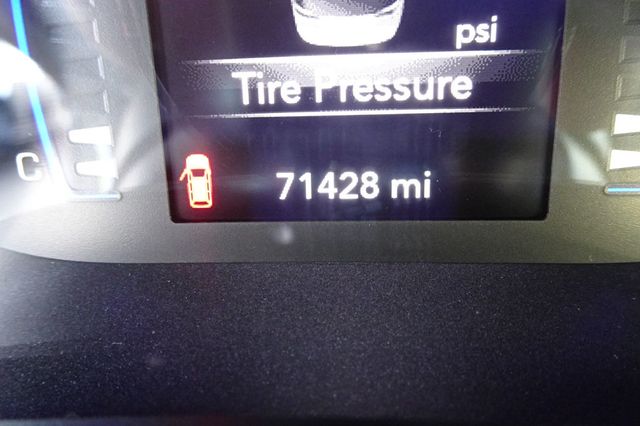 psi
Tire Pressure
C
71428 mi